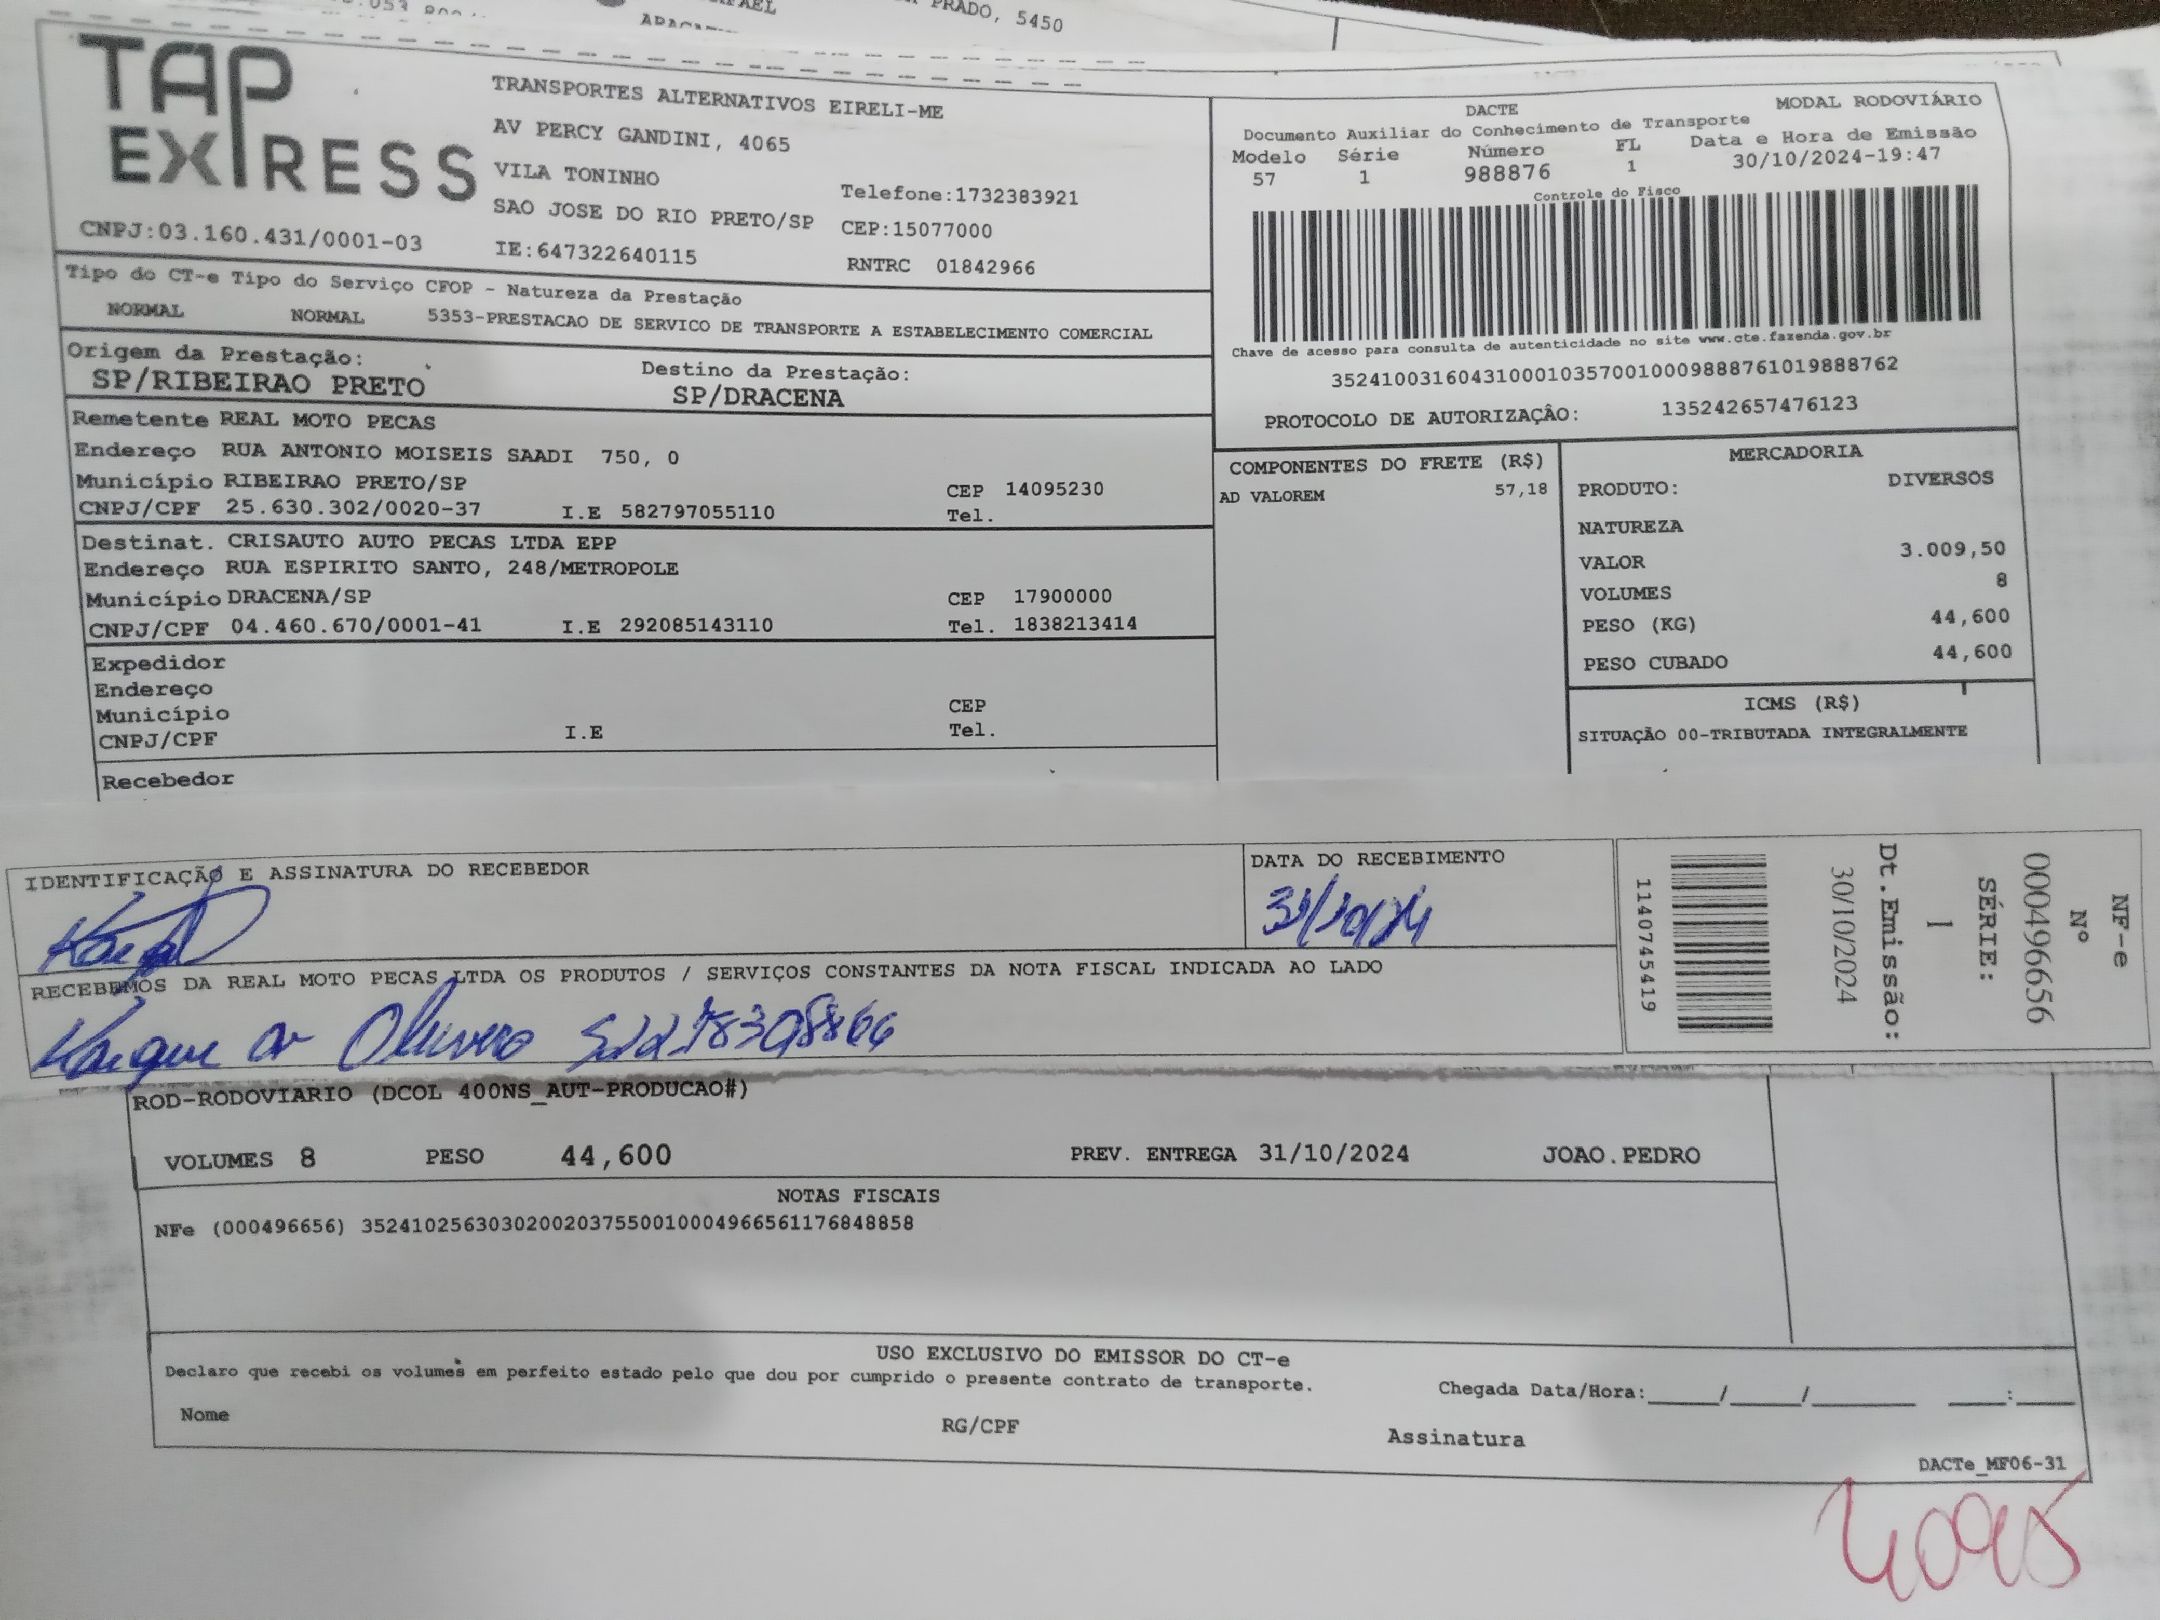 PRADO, 5450
TAP
EXPRESS
CNPJ:03.160.431/0001-03
TRANSPORTES ALTERNATIVOS EIRELI-ME
AV PERCY GANDINI, 4065
VILA TONINHO
Telefone:1732383921
SAO JOSE DO RIO PRETO/SP CEP:15077000
IE:647322640115 RNTRC 01842966
DACTE MODAL RODOVIÁRIO
Documento Auxiliar do Conhecimento de Transporte
Modelo Série Número FL Data e Hora de Emissão
57 1 988876 1 30/10/2024-19:47
Controle do Fisco
Chave de acesso para consulta de autenticidade no site www.cte.fazenda.gov.br
35241003160431000103570010009888761019888762
PROTOCOLO DE AUTORIZAÇÂO: 135242657476123
Tipo do CT-e Tipo do Serviço CFOP - Natureza da Prestação
NORMAL NORMAL 5353-PRESTACAO DE SERVICO DE TRANSPORTE A ESTABELECIMENTO COMERCIAL
Origem da Prestação: Destino da Prestação:
SP/RIBEIRAO PRETO SP/DRACENA
Remetente REAL MOTO PECAS
Endereço RUA ANTONIO MOISEIS SAADI 750, 0
Município RIBEIRAO PRETO/SP CEP 14095230
CNPJ/CPF 25.630.302/0020-37 I.E 582797055110 Tel.
Destinat. CRISAUTO AUTO PECAS LTDA EPP
Endereço RUA ESPIRITO SANTO, 248/METROPOLE
Município DRACENA/SP CEP 17900000
CNPJ/CPF 04.460.670/0001-41 I.E 292085143110 Tel. 1838213414
Expedidor
Endereço
Município CEP
CNPJ/CPF I.E Tel.
Recebedor
COMPONENTES DO FRETE (R$)
AD VALOREM 57,18
MERCADORIA
PRODUTO: DIVERSOS
NATUREZA
VALOR 3.009,50
VOLUMES 8
PESO (KG) 44,600
PESO CUBADO 44,600
ICMS (R$)
SITUAÇÃO 00-TRIBUTADA INTEGRALMENTE
IDENTIFICAÇÃO E ASSINATURA DO RECEBEDOR
DATA DO RECEBIMENTO
31/10/24
RECEBEMOS DA REAL MOTO PECAS LTDA OS PRODUTOS / SERVIÇOS CONSTANTES DA NOTA FISCAL INDICADA AO LADO
NF-e
Nº
000496656
SÉRIE:
1
Dt.Emissão:
30/10/2024
1140745419
ROD-RODOVIARIO (DCOL 400NS_AUT-PRODUCAO#)
VOLUMES 8 PESO 44,600 PREV. ENTREGA 31/10/2024 JOAO.PEDRO
NOTAS FISCAIS
NFe (000496656) 35241025630302002037550010004966561176848858
USO EXCLUSIVO DO EMISSOR DO CT-e
Declaro que recebi os volumes em perfeito estado pelo que dou por cumprido o presente contrato de transporte.
Chegada Data/Hora:____/____/______ ___:____
Nome RG/CPF Assinatura
DACTe_MF06-31